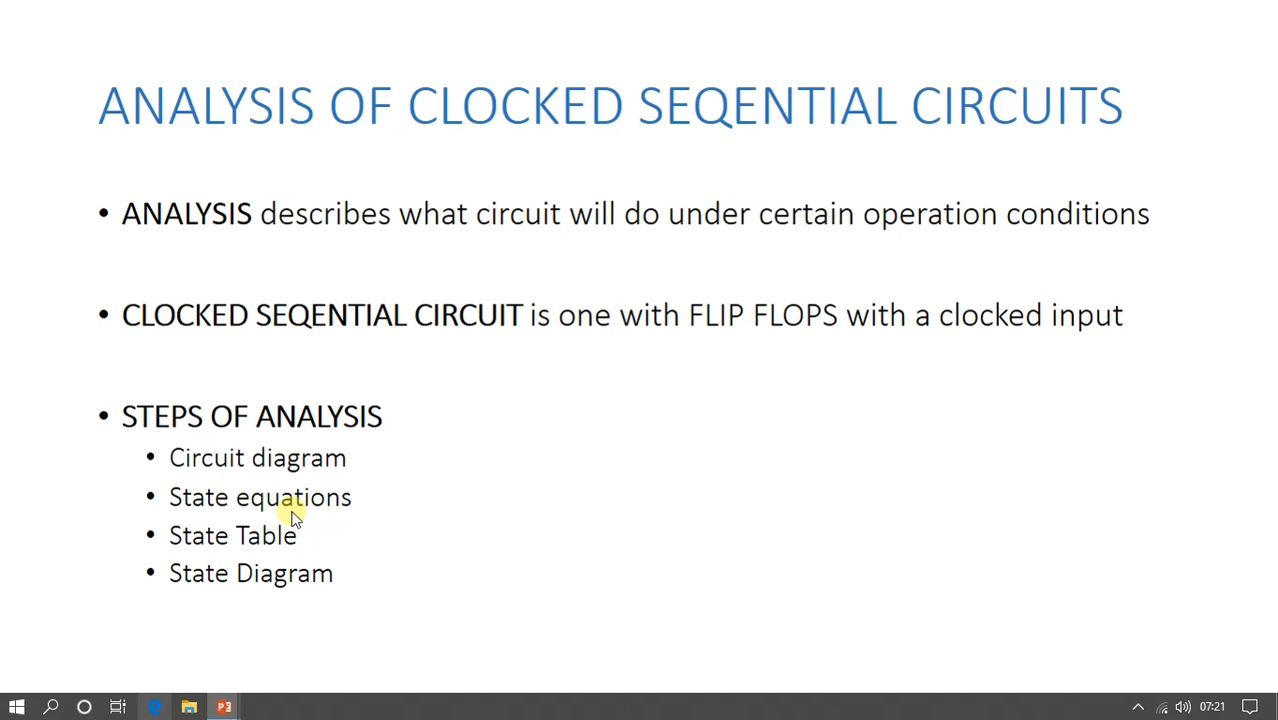 ANALYSIS OF CLOCKED SEQENTIAL CIRCUITS
• ANALYSIS describes what circuit will do under certain operation conditions
• CLOCKED SEQENTIAL CIRCUIT is one with FLIP FLOPS with a clocked input
• STEPS OF ANALYSIS
• Circuit diagram
• State equations
• State Table
• State Diagram
07:21